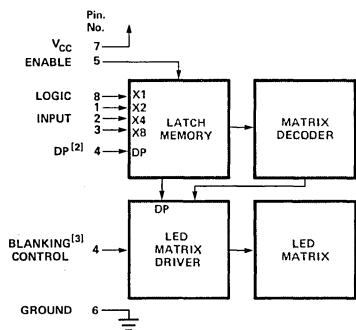 Pin.
No.
VCC 7
ENABLE 5
LOGIC 8 X1
1 X2
INPUT 2 X4
3 X8
DP[2] 4 DP
LATCH
MEMORY
MATRIX
DECODER
DP
BLANKING[3]
CONTROL 4
LED
MATRIX
DRIVER
LED
MATRIX
GROUND 6